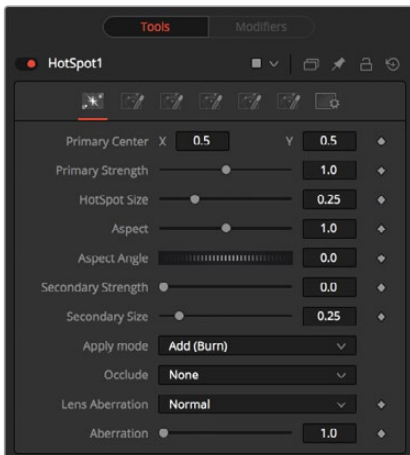 Tools Modifiers
HotSpot1
Primary Center X 0.5 Y 0.5
Primary Strength 1.0
HotSpot Size 0.25
Aspect 1.0
Aspect Angle 0.0
Secondary Strength 0.0
Secondary Size 0.25
Apply mode Add (Burn)
Occlude None
Lens Aberration Normal
Aberration 1.0